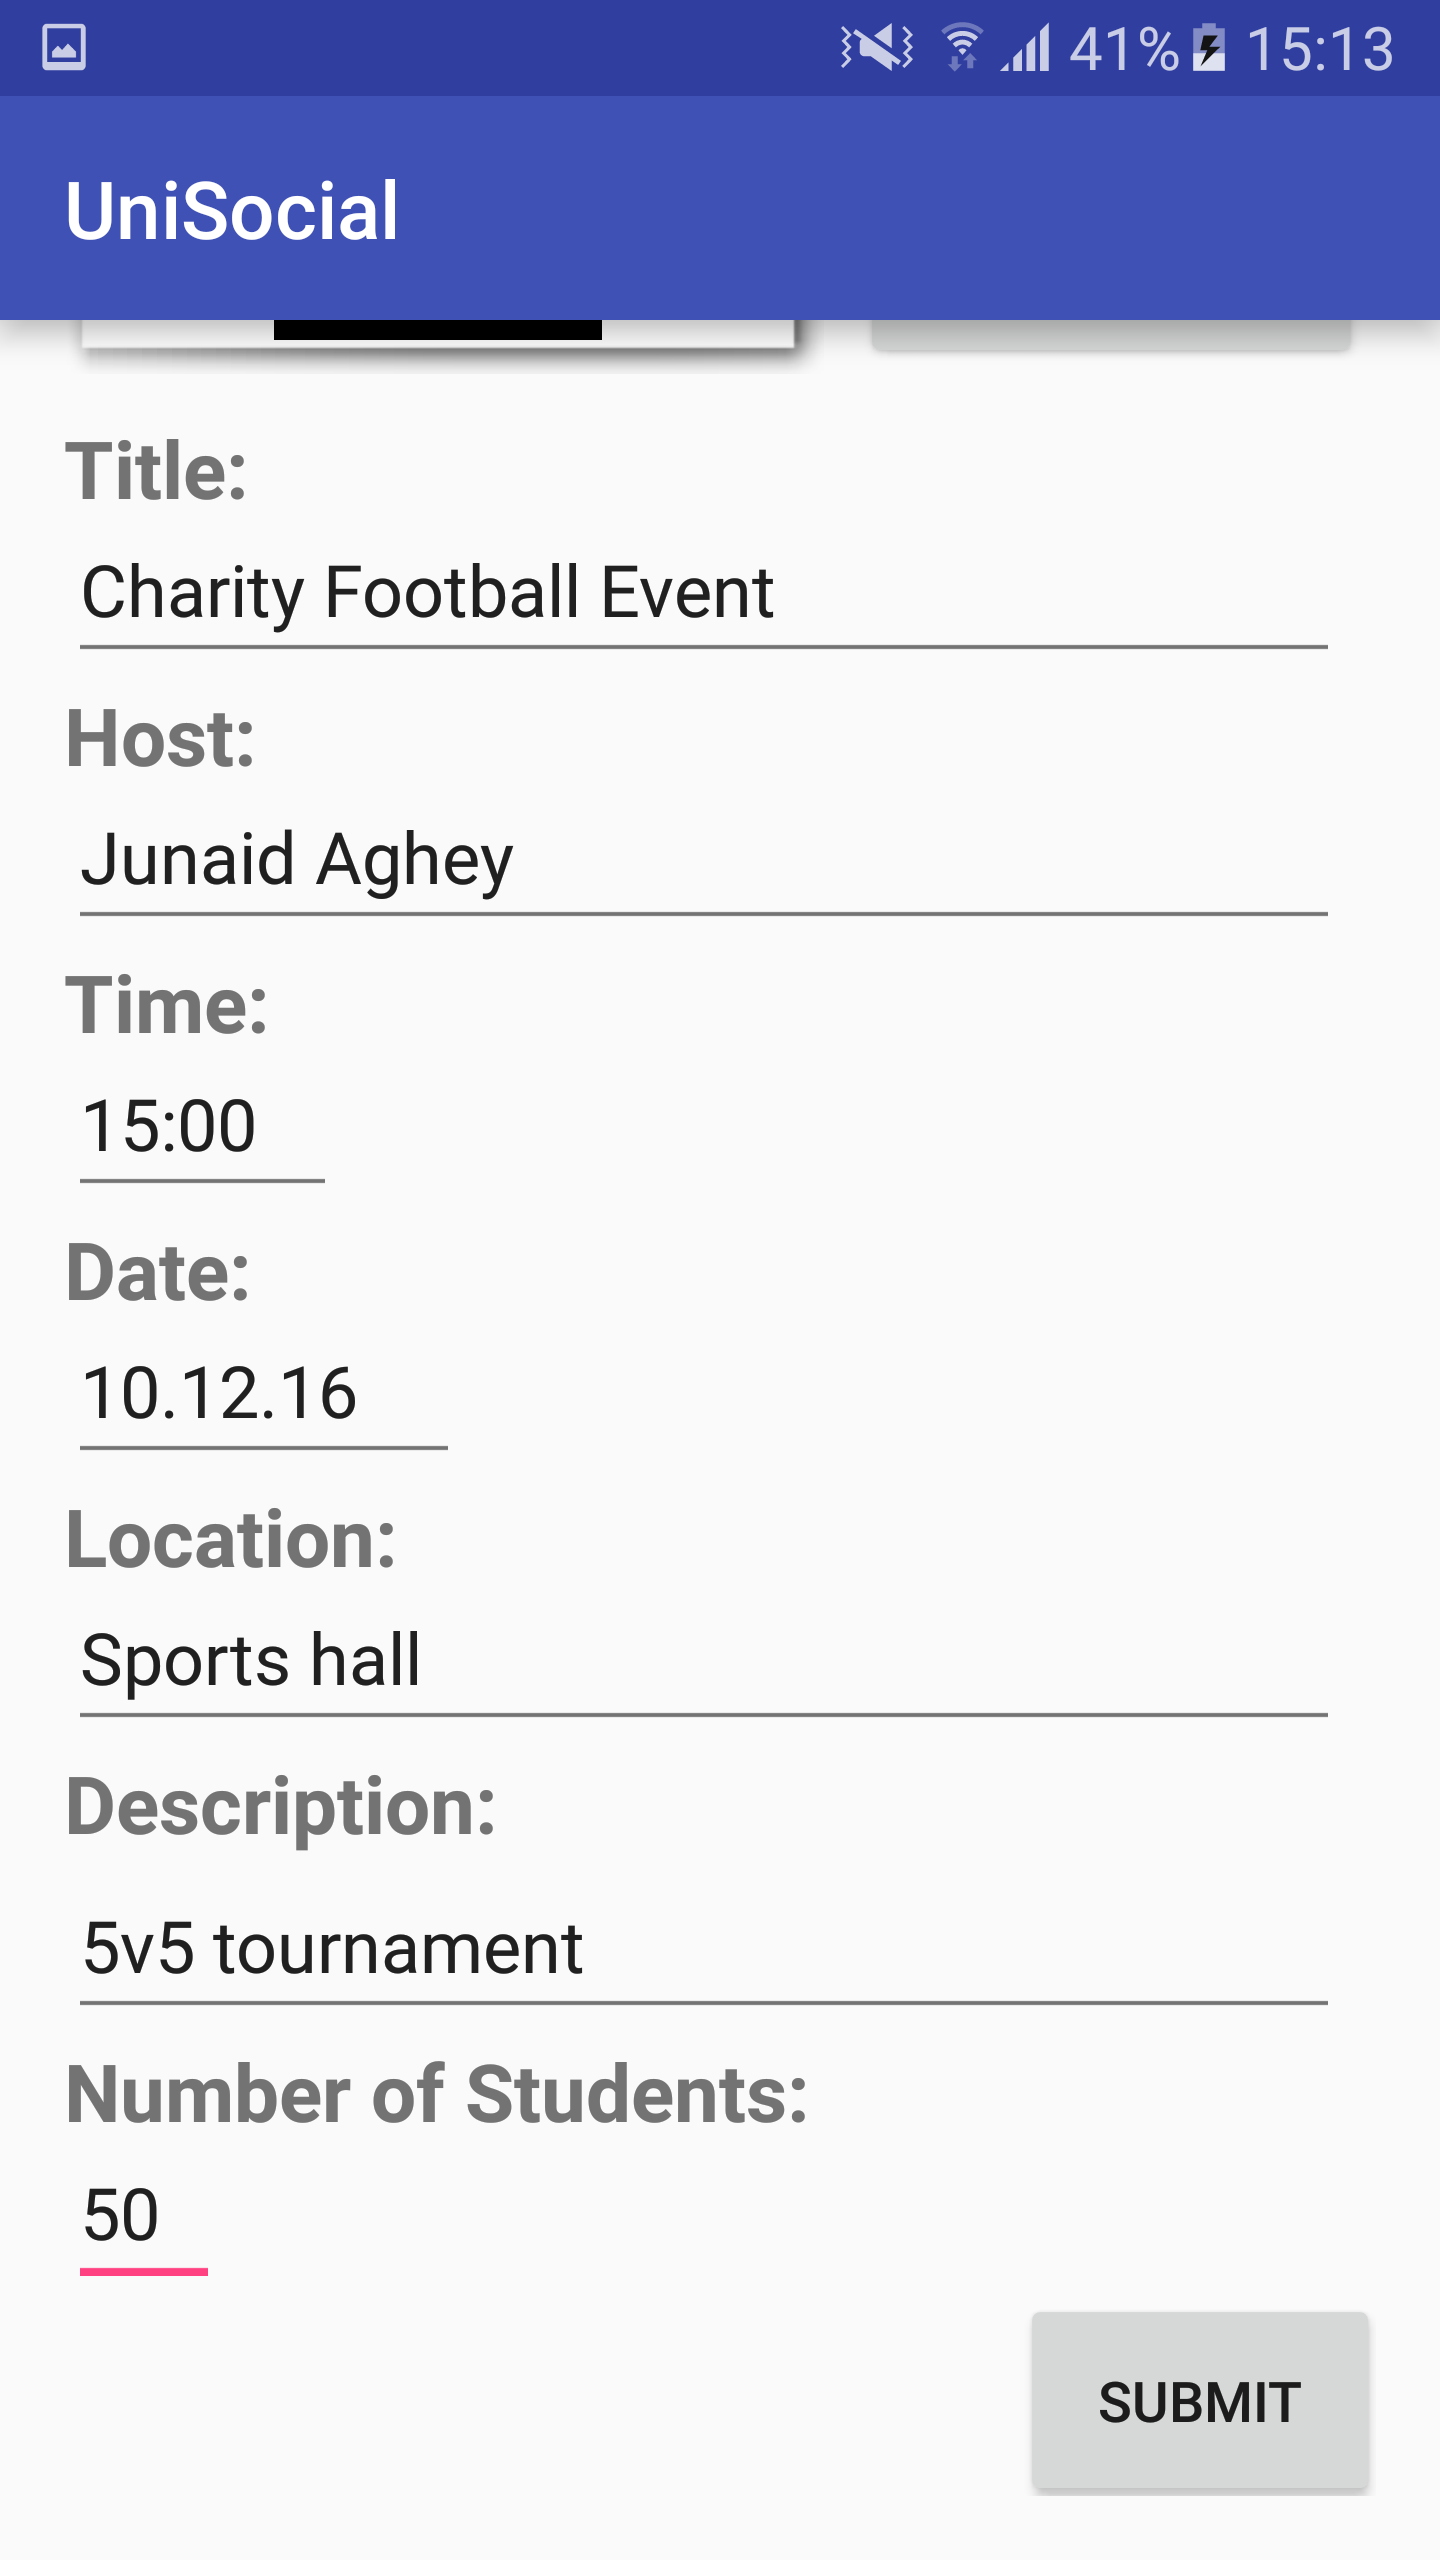 41% 15:13
UniSocial
Title:
Charity Football Event
Host:
Junaid Aghey
Time:
15:00
Date:
10.12.16
Location:
Sports hall
Description:
5v5 tournament
Number of Students:
50
SUBMIT